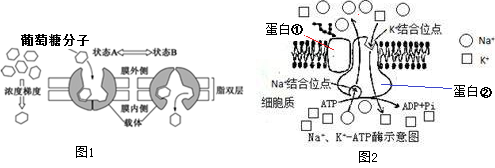 葡萄糖分子
状态A
状态B
膜外侧
膜内侧
载体
浓度梯度
脂双层
图1
蛋白①
K⁺结合位点
Na⁺
K⁺
Na⁺结合位点
蛋白②
细胞质
ATP
ADP+Pi
Na⁺、K⁺-ATP酶示意图
图2